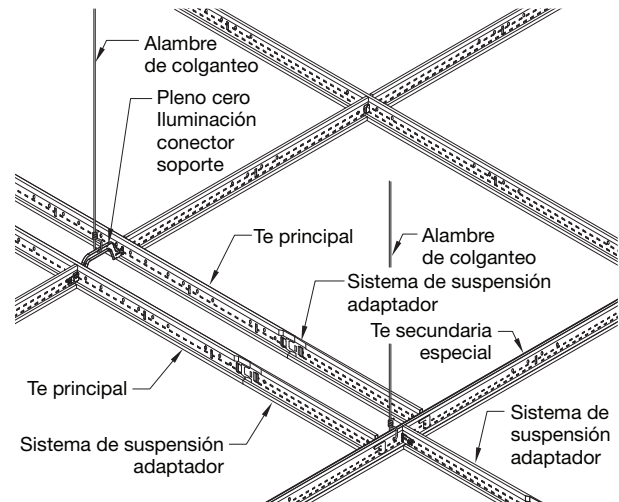 Alambre
de colganteo
Pleno cero
Iluminación
conector
soporte
Te principal
Alambre
de colganteo
Sistema de suspensión
adaptador
Te secundaria
especial
Te principal
Sistema de suspensión
adaptador
Sistema de
suspensión
adaptador